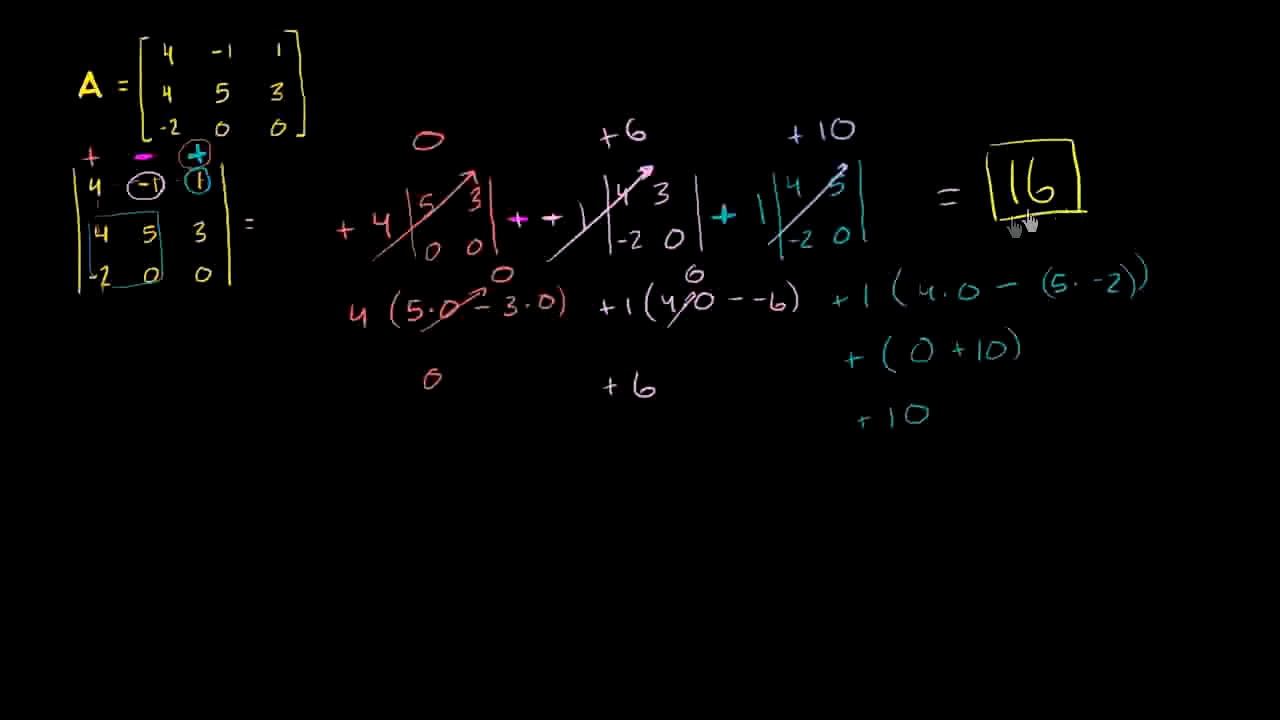 A = [ 4 -1 1
4 5 3
-2 0 0 ]
+ - +
| 4 -1 1
4 5 3
-2 0 0 | =
0 +6 +10
+ 4 | 5 3
0 0 |
+ + 1 | 4 3
-2 0 |
+ 1 | 4 5
-2 0 |
= 16
0
4 (5·0 - 3·0)
0
6
+1 (4·0 - -6)
+6
+1 (4·0 - (5·-2))
+ (0 + 10)
+10